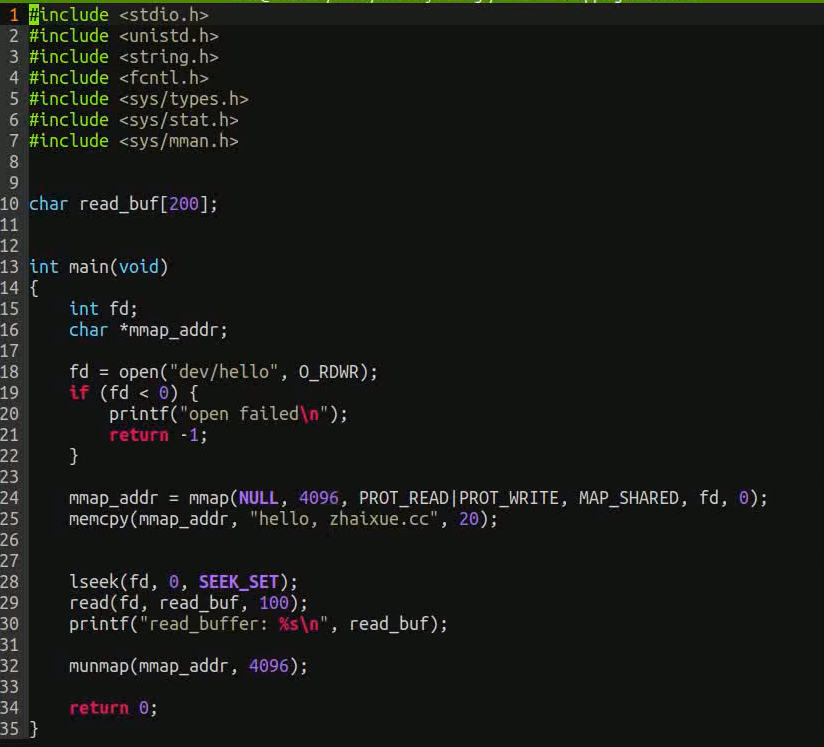 1 #include <stdio.h>
2 #include <unistd.h>
3 #include <string.h>
4 #include <fcntl.h>
5 #include <sys/types.h>
6 #include <sys/stat.h>
7 #include <sys/mman.h>
8
9
10 char read_buf[200];
11
12
13 int main(void)
14 {
15     int fd;
16     char *mmap_addr;
17
18     fd = open("dev/hello", O_RDWR);
19     if (fd < 0) {
20         printf("open failed\n");
21         return -1;
22     }
23
24     mmap_addr = mmap(NULL, 4096, PROT_READ|PROT_WRITE, MAP_SHARED, fd, 0);
25     memcpy(mmap_addr, "hello, zhaixue.cc", 20);
26
27
28     lseek(fd, 0, SEEK_SET);
29     read(fd, read_buf, 100);
30     printf("read_buffer: %s\n", read_buf);
31
32     munmap(mmap_addr, 4096);
33
34     return 0;
35 }